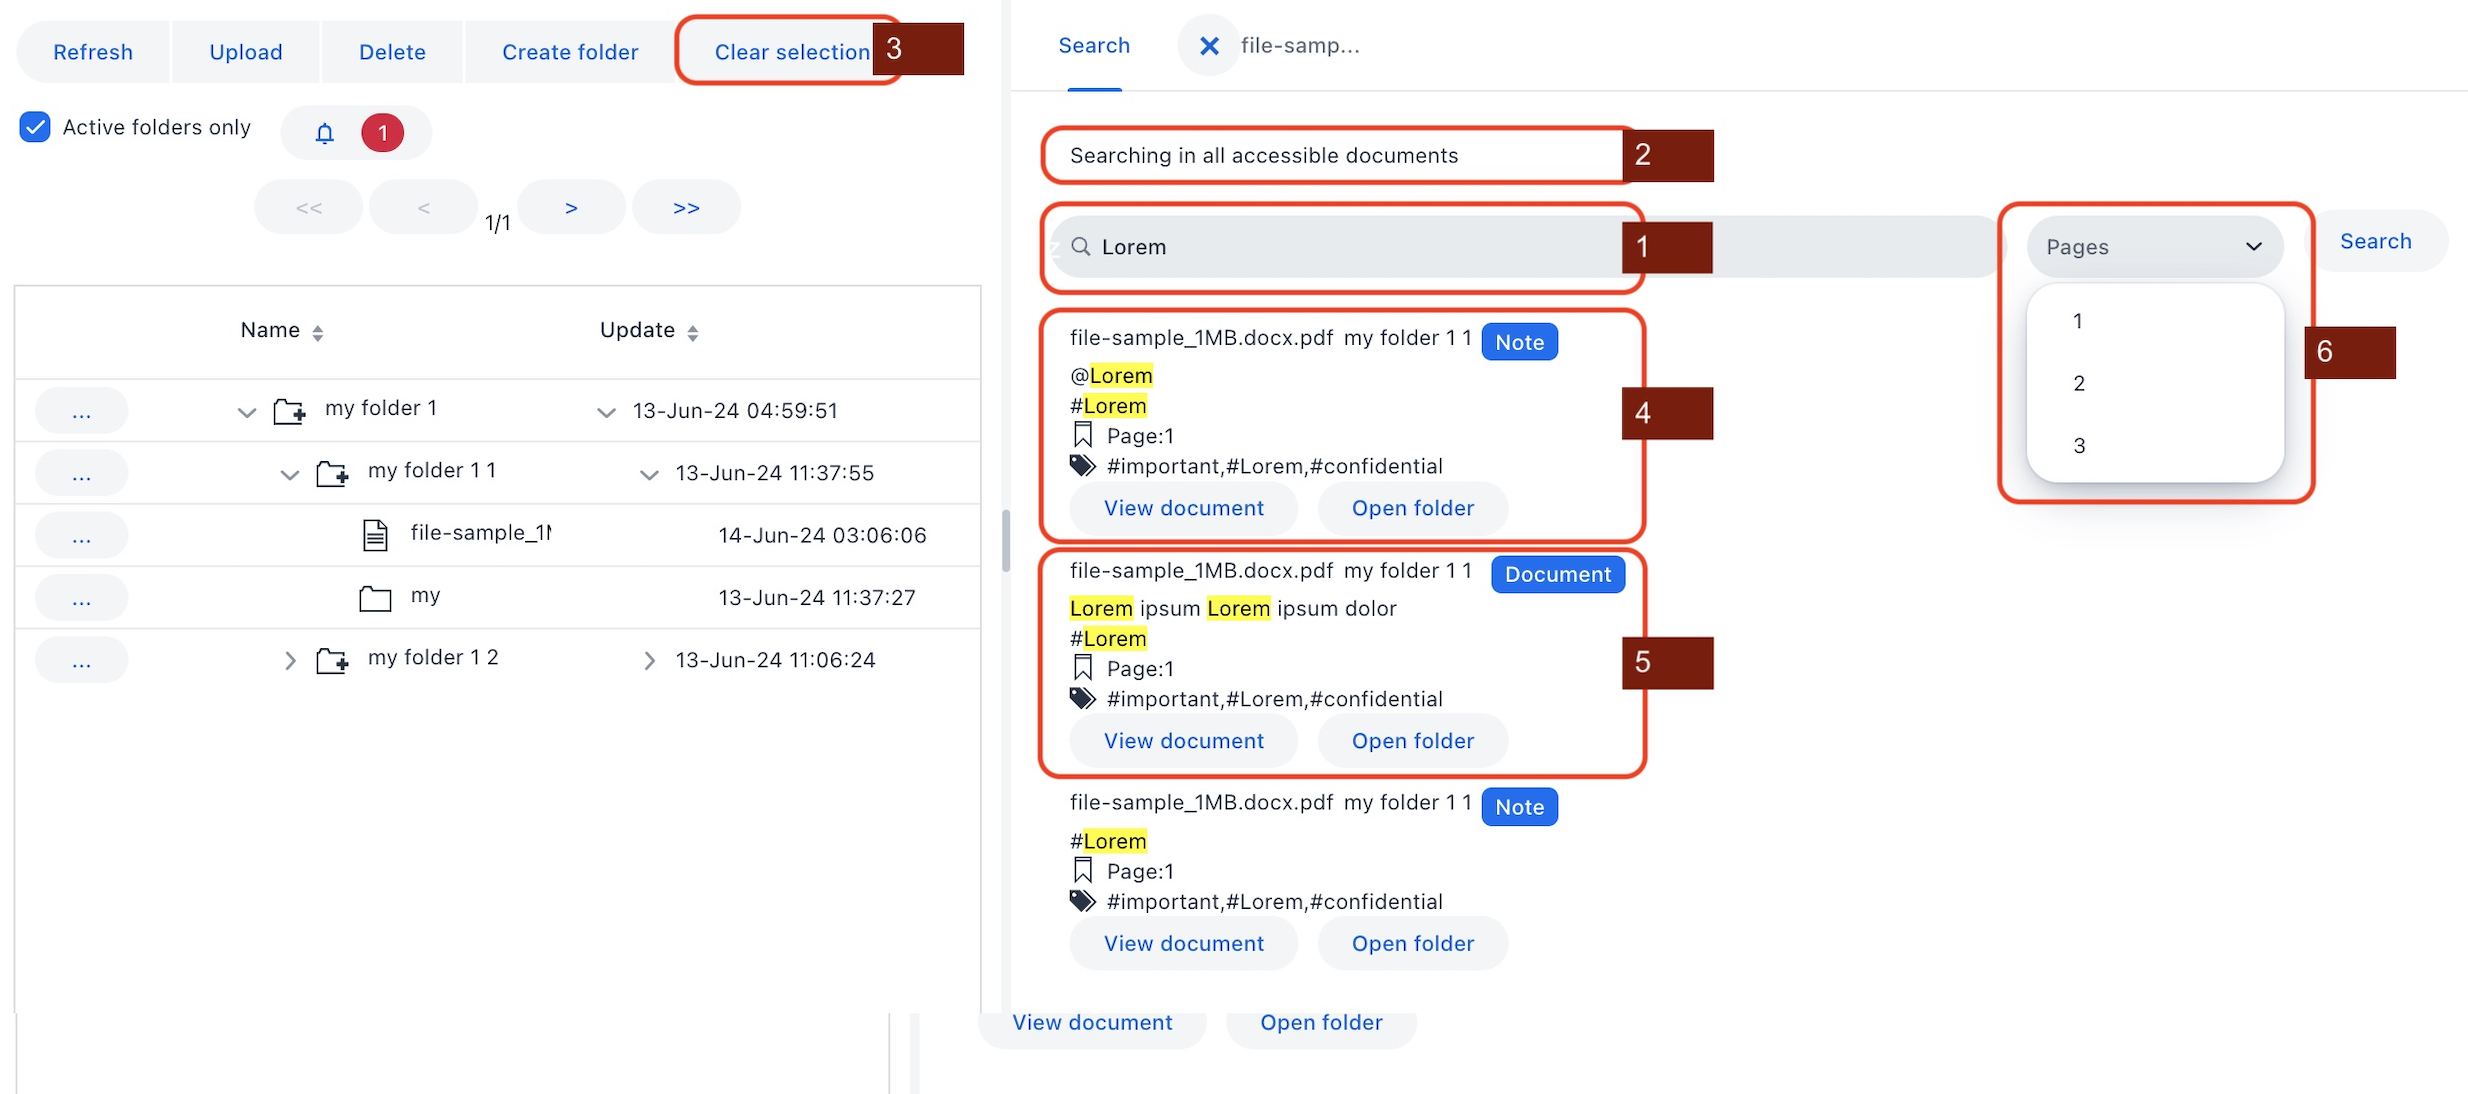 Refresh Upload Delete Create folder Clear selection 3
Active folders only 1
<< < 1/1 > >>
Name Update
... my folder 1 13-Jun-24 04:59:51
... my folder 1 1 13-Jun-24 11:37:55
... file-sample_1 14-Jun-24 03:06:06
... my 13-Jun-24 11:37:27
... my folder 1 2 13-Jun-24 11:06:24
Search file-samp...
Searching in all accessible documents 2
Lorem 1
Pages Search
1
2
3
6
file-sample_1MB.docx.pdf my folder 1 1 Note
@Lorem
#Lorem
4
Page:1
#important,#Lorem,#confidential
View document Open folder
file-sample_1MB.docx.pdf my folder 1 1 Document
Lorem ipsum Lorem ipsum dolor
#Lorem
5
Page:1
#important,#Lorem,#confidential
View document Open folder
file-sample_1MB.docx.pdf my folder 1 1 Note
#Lorem
Page:1
#important,#Lorem,#confidential
View document Open folder
View document Open folder